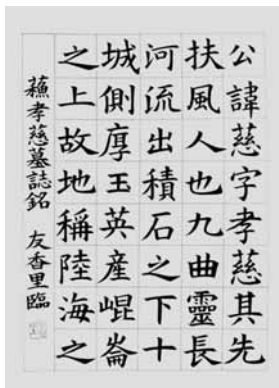 公諱慈字孝慈其先
扶風人也九曲靈長
河流出積石之下十
城側厚玉英產崐崙
之上故地稱陸海之
蘓孝慈墓誌銘 友香里臨